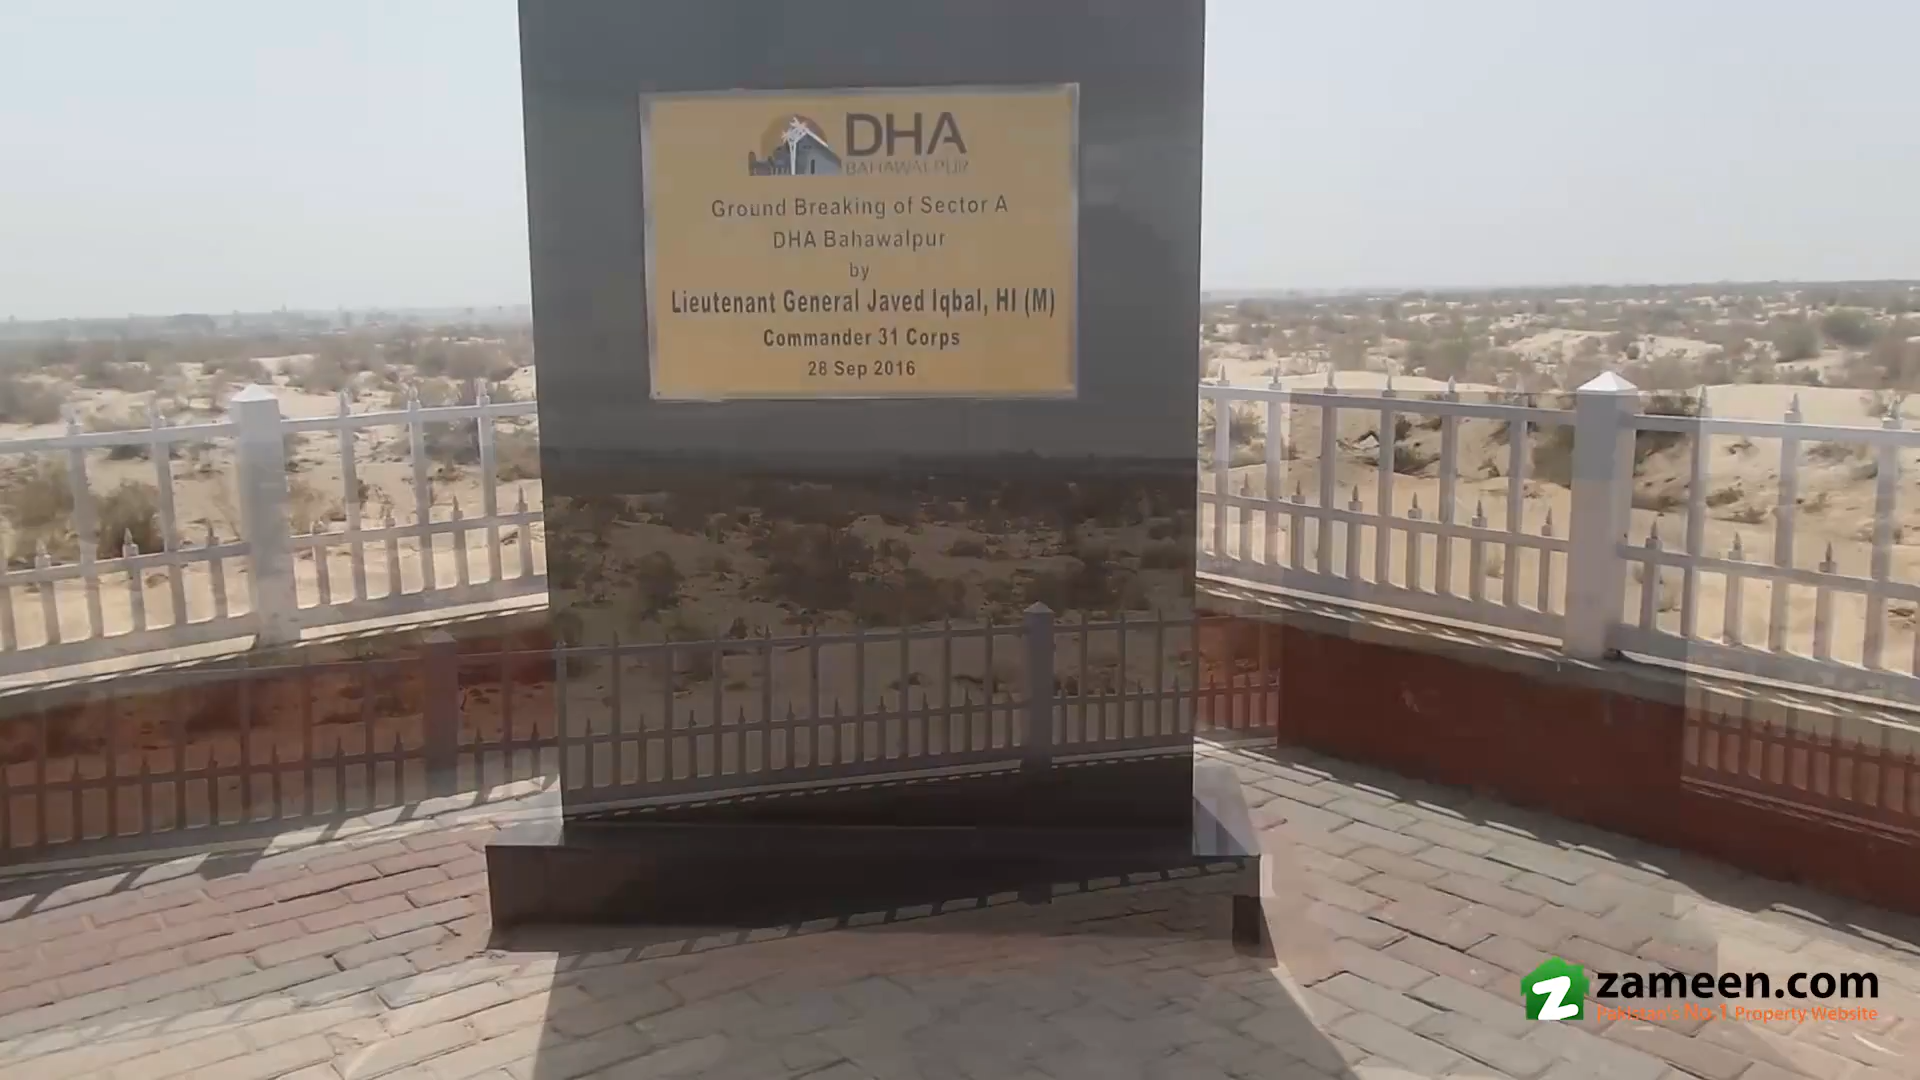 DHA
BAHAWALPUR
Ground Breaking of Sector A
DHA Bahawalpur
by
Lieutenant General Javed Iqbal, HI (M)
Commander 31 Corps
28 Sep 2016
zameen.com
Pakistan's No.1 Property Website